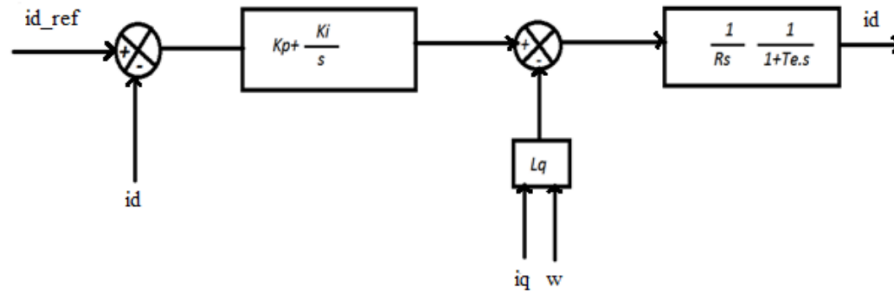 id_ref
+
-
Kp+ Ki
s
+
-
1
Rs
1
1+Te.s
id
id
Lq
iq w